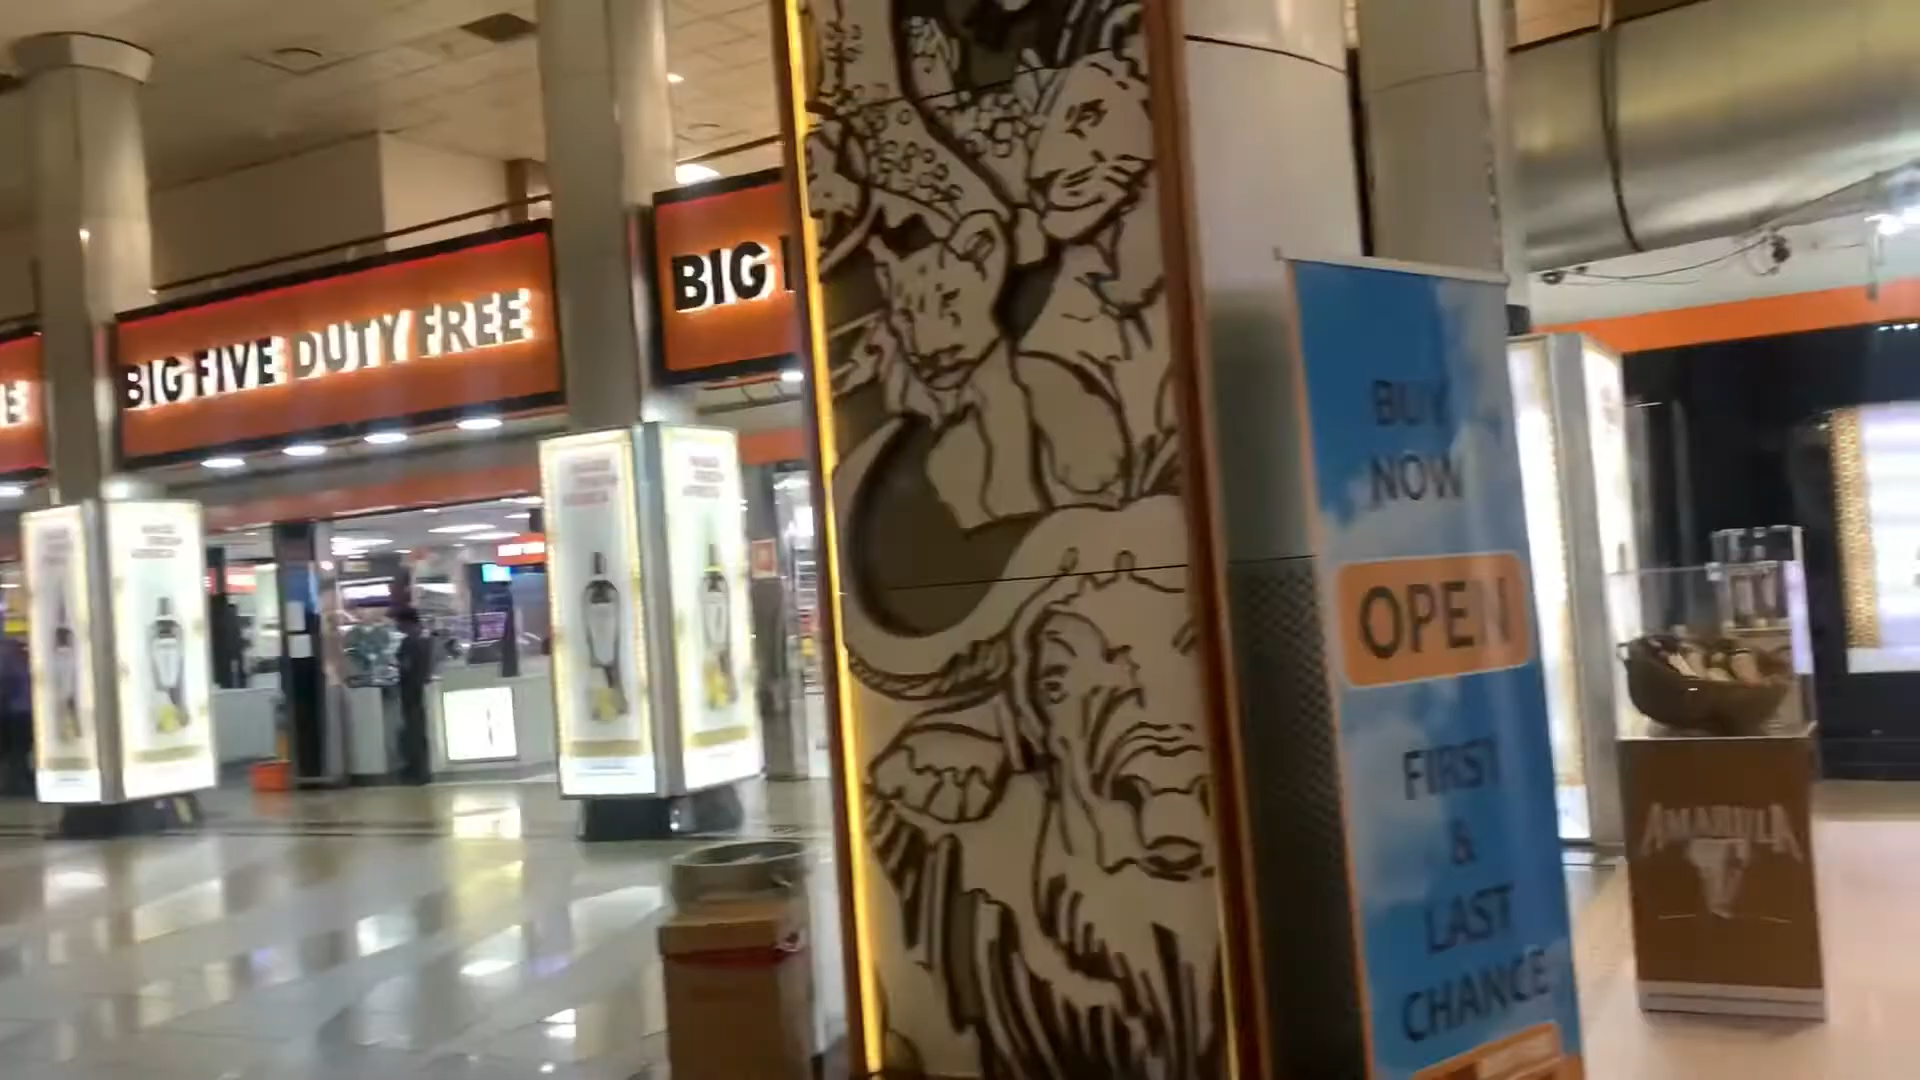 E
BIG FIVE DUTY FREE
BIG
BUY
NOW
OPEN
FIRST
&
LAST
CHANCE
AMARULA